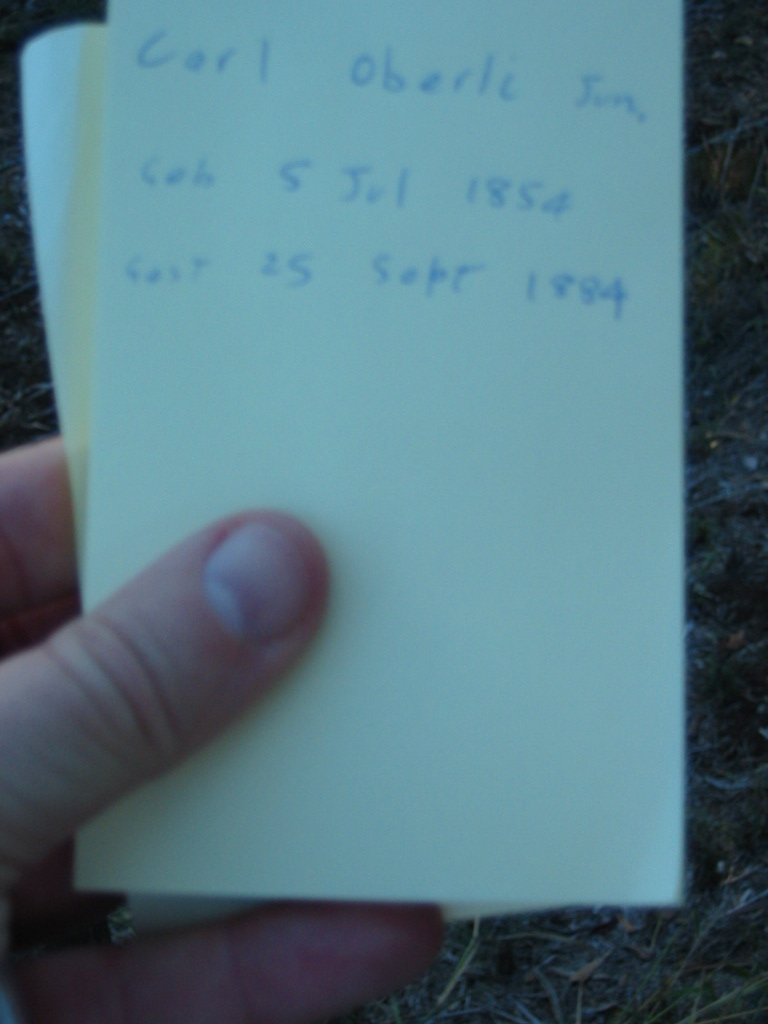 Carl Oberli Jun.
Geb 5 Jul 1854
Gest 25 Sept 1884